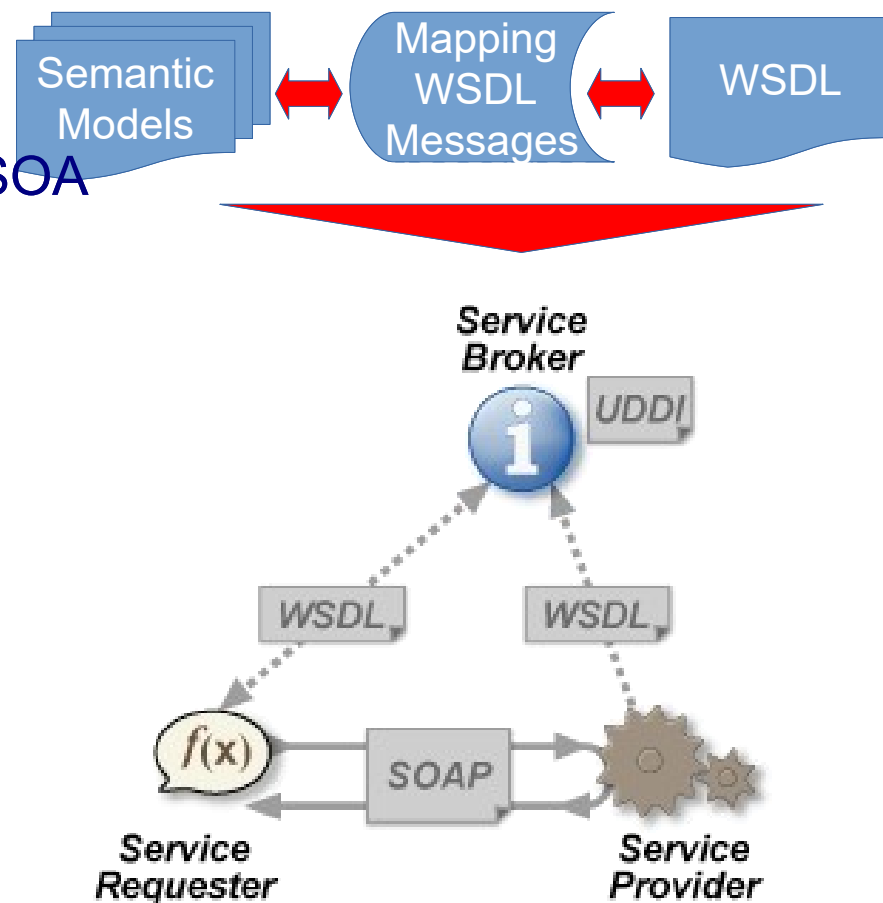 Semantic
Models
Mapping
WSDL
Messages
WSDL
SOA
Service
Broker
i
UDDI
WSDL
WSDL
f(x)
SOAP
Service
Requester
Service
Provider